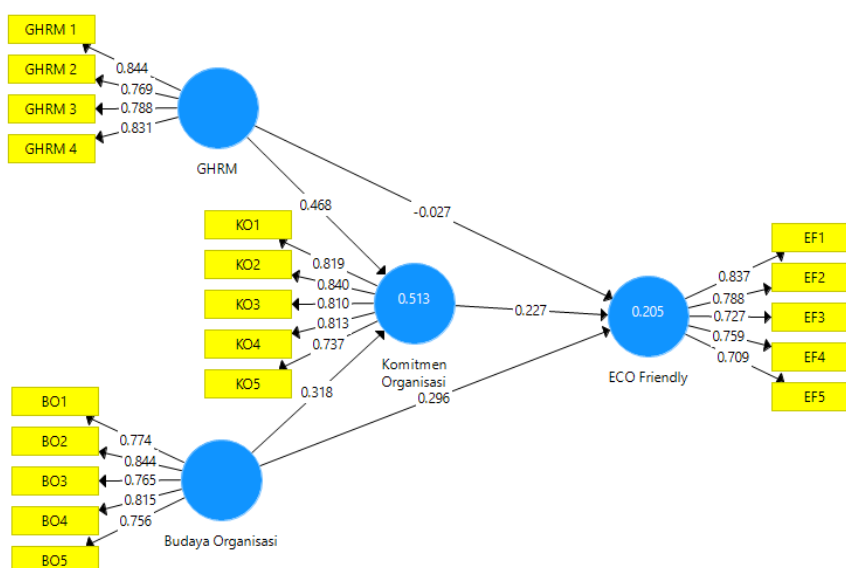 GHRM 1
GHRM 2
GHRM 3
GHRM 4
0.844
0.769
0.788
0.831
GHRM
0.468
-0.027
KO1
KO2
KO3
KO4
KO5
0.819
0.840
0.810
0.813
0.737
0.513
Komitmen
Organisasi
0.227
0.318
0.296
0.205
ECO Friendly
0.837
0.788
0.727
0.759
0.709
EF1
EF2
EF3
EF4
EF5
BO1
BO2
BO3
BO4
BO5
0.774
0.844
0.765
0.815
0.756
Budaya Organisasi